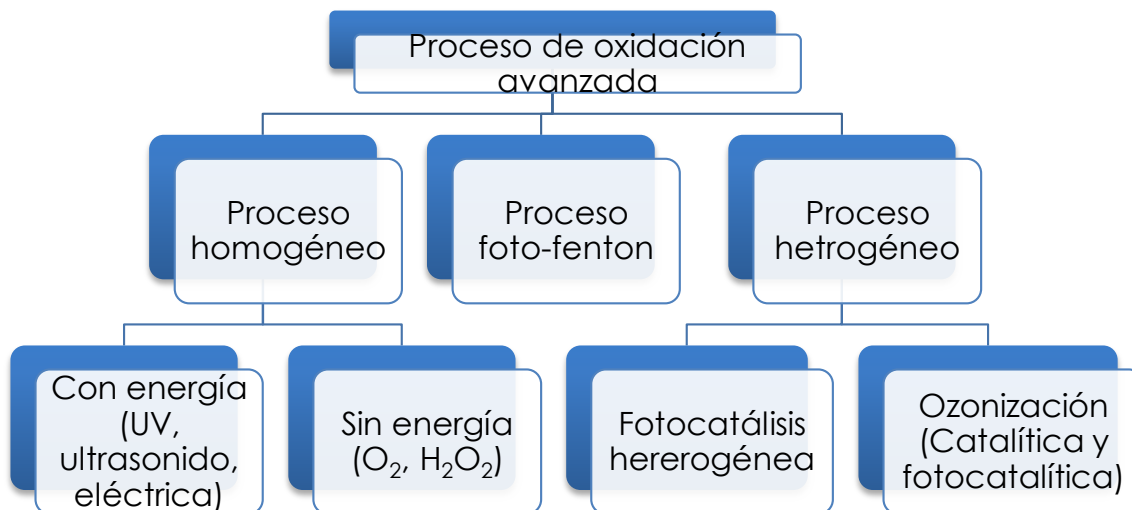 Proceso de oxidación
avanzada
Proceso
homogéneo
Proceso
foto-fenton
Proceso
hetrogéneo
Con energía
(UV,
ultrasonido,
eléctrica)
Sin energía
(O₂, H₂O₂)
Fotocatálisis
hererogénea
Ozonización
(Catalítica y
fotocatalítica)